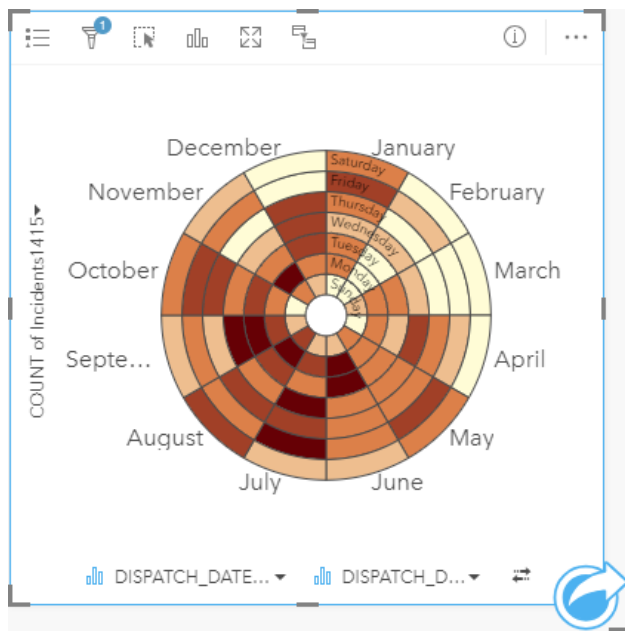 1
December
January
November
February
October
March
Septe...
April
August
May
July
June
Saturday
Friday
Thursday
Wednesday
Tuesday
Monday
Sunday
COUNT of Incidents1415
DISPATCH_DATE... DISPATCH_D...